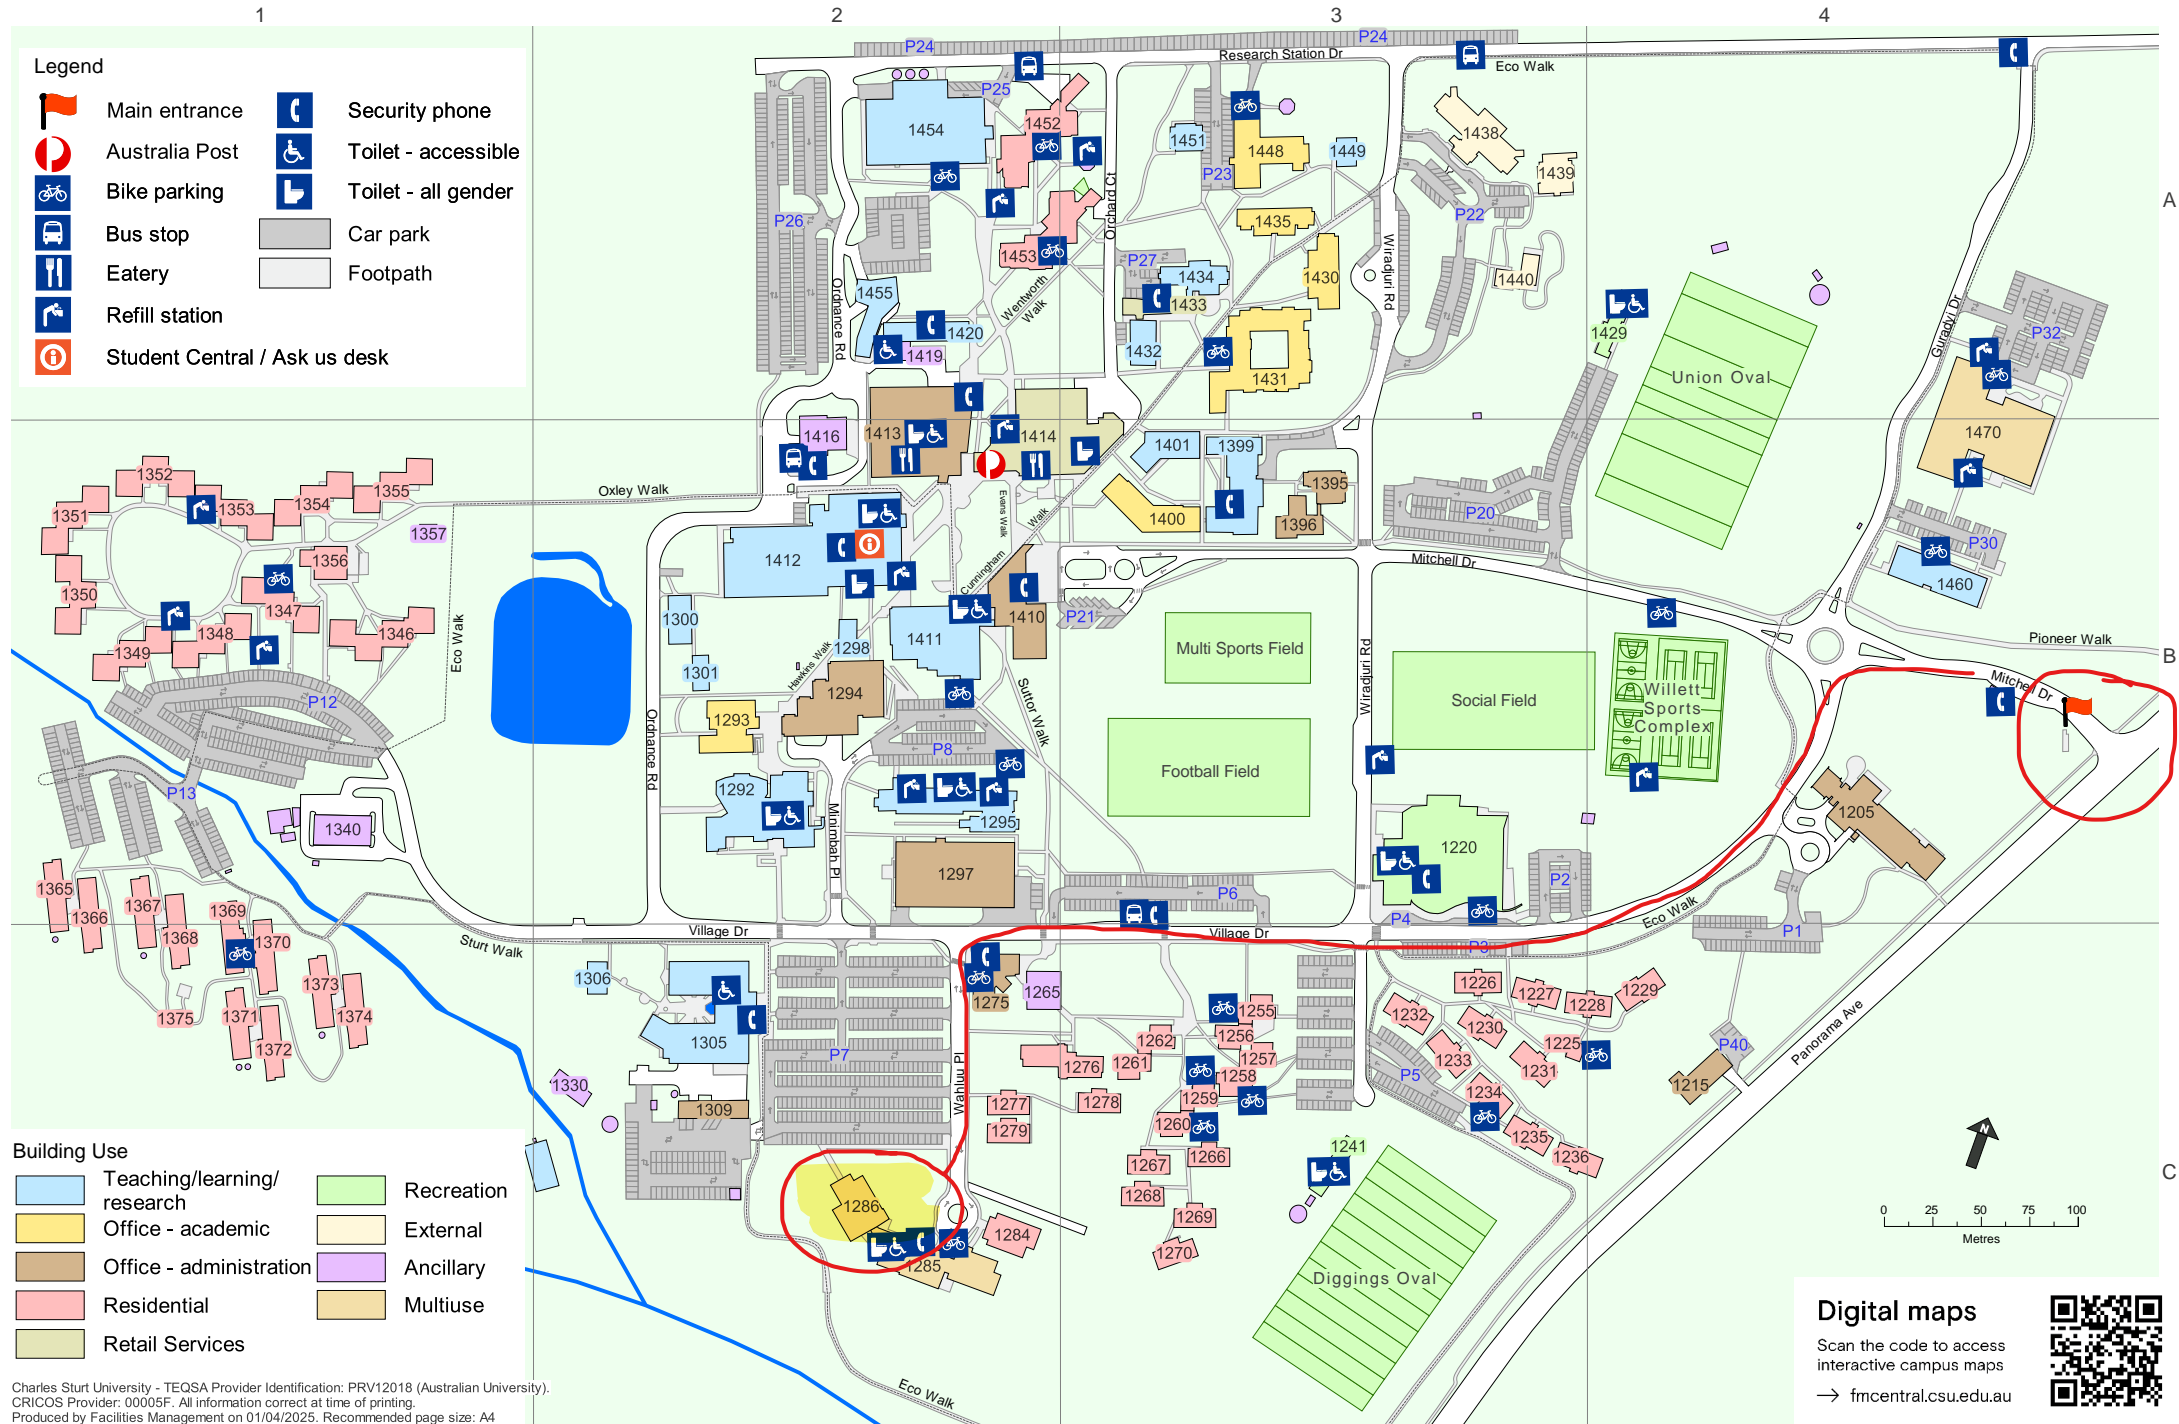 1
2
3
4
A
B
C
Legend
Main entrance
Australia Post
Bike parking
Bus stop
Eatery
Refill station
Student Central / Ask us desk
Security phone
Toilet - accessible
Toilet - all gender
Car park
Footpath
P24
P24
Research Station Dr
Eco Walk
P25
1454
1452
1451
1448
1449
1438
1439
P23
P22
P26
Orchard Ct
1435
1453
P27
1434
1430
1440
Wiradjuri Rd
1455
Ordnance Rd
Wentworth
Walk
1433
1420
1419
1432
1431
1429
Union Oval
Guradyi Dr
P32
1416
1413
1414
1401
1399
1470
1352
1355
1354
1353
1351
1357
Oxley Walk
Evans Walk
Walk
1395
1400
1396
P20
P30
1356
1412
Cunningham
Mitchell Dr
1460
1350
1347
1300
1411
1410
P21
1348
1346
1349
Eco Walk
1298
Hawkins Walk
1301
Multi Sports Field
Pioneer Walk
1294
Suttor Walk
Wiradjuri Rd
Social Field
Willett
Sports
Complex
Mitchell Dr
P12
1293
Ordnance Rd
P8
Football Field
P13
1292
Minimbah Pl
1295
1205
1340
1220
1297
P2
P6
P4
1365
1366
1367
1368
1369
1370
Village Dr
Village Dr
Eco Walk
P1
Sturt Walk
P3
1306
1275
1265
1226
1227
1228
1229
1373
1374
1375
1371
1372
1305
P7
1255
1256
1262
1261
1257
1258
1276
1232
1230
1225
1233
1231
P40
Panorama Ave
P5
1330
1309
Wahluu Pl
1277
1278
1279
1259
1260
1234
1215
1235
1236
1241
1267
1266
1268
1269
1270
1286
1284
1285
Diggings Oval
Eco Walk
N
0 25 50 75 100
Metres
Building Use
Teaching/learning/
research
Office - academic
Office - administration
Residential
Retail Services
Recreation
External
Ancillary
Multiuse
Digital maps
Scan the code to access
interactive campus maps
→ fmcentral.csu.edu.au
Charles Sturt University - TEQSA Provider Identification: PRV12018 (Australian University).
CRICOS Provider: 00005F. All information correct at time of printing.
Produced by Facilities Management on 01/04/2025. Recommended page size: A4